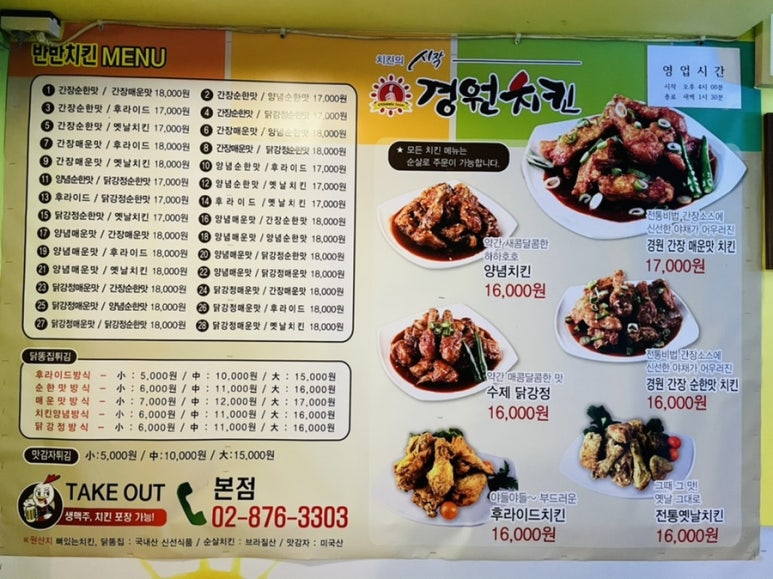 반반치킨 MENU
1 간장순한맛 / 간장매운맛 18,000원
2 간장순한맛 / 양념순한맛 17,000원
3 간장순한맛 / 후라이드 17,000원
4 간장순한맛 / 닭강정순한맛 17,000원
5 간장순한맛 / 옛날치킨 17,000원
6 간장매운맛 / 양념순한맛 17,000원
7 간장매운맛 / 후라이드 17,000원
8 간장매운맛 / 닭강정순한맛 18,000원
9 간장매운맛 / 옛날치킨 17,000원
10 양념순한맛 / 후라이드 17,000원
11 양념순한맛 / 닭강정순한맛 17,000원
12 양념순한맛 / 옛날치킨 17,000원
13 후라이드 / 닭강정순한맛 17,000원
14 후라이드 / 옛날치킨 17,000원
15 닭강정순한맛 / 옛날치킨 17,000원
16 양념매운맛 / 간장순한맛 18,000원
17 양념매운맛 / 간장매운맛 18,000원
18 양념매운맛 / 양념순한맛 18,000원
19 양념매운맛 / 후라이드 18,000원
20 양념매운맛 / 닭강정순한맛 18,000원
21 양념매운맛 / 옛날치킨 18,000원
22 양념매운맛 / 닭강정매운맛 18,000원
23 닭강정매운맛 / 간장순한맛 18,000원
24 닭강정매운맛 / 간장매운맛 18,000원
25 닭강정매운맛 / 양념순한맛 18,000원
26 닭강정매운맛 / 후라이드 18,000원
27 닭강정매운맛 / 닭강정순한맛 18,000원
28 닭강정매운맛 / 옛날치킨 18,000원
닭똥집튀김
후라이드방식 – 小 : 5,000원 / 中 : 10,000원 / 大 : 15,000원
순한맛방식 – 小 : 6,000원 / 中 : 11,000원 / 大 : 16,000원
매운맛방식 – 小 : 7,000원 / 中 : 12,000원 / 大 : 17,000원
치킨양념방식 – 小 : 6,000원 / 中 : 11,000원 / 大 : 16,000원
닭강정방식 – 小 : 6,000원 / 中 : 11,000원 / 大 : 16,000원
맛감자튀김 小:5,000원 / 中:10,000원 / 大:15,000원
TAKE OUT
생맥주, 치킨 포장 가능!
본점
02-876-3303
※원산지 뼈있는치킨, 닭똥집 : 국내산 신선식품 / 순살치킨 : 브라질산 / 맛감자 : 미국산
치킨의 시작
경원치킨
영업시간
시작 오후 4시 00분
종료 새벽 1시 30분
★ 모든 치킨 메뉴는
순살로 주문이 가능합니다.
전통비법 간장소스에
신선한 야채가 어우러진
경원 간장 매운맛 치킨
17,000원
약간 새콤달콤한
하하호호
양념치킨
16,000원
전통비법 간장소스에
신선한 야채가 어우러진
경원 간장 순한맛 치킨
16,000원
약간 매콤달콤한 맛
수제 닭강정
16,000원
야들야들~ 부드러운
후라이드치킨
16,000원
그때 그 맛!
옛날 그대로
전통옛날치킨
16,000원